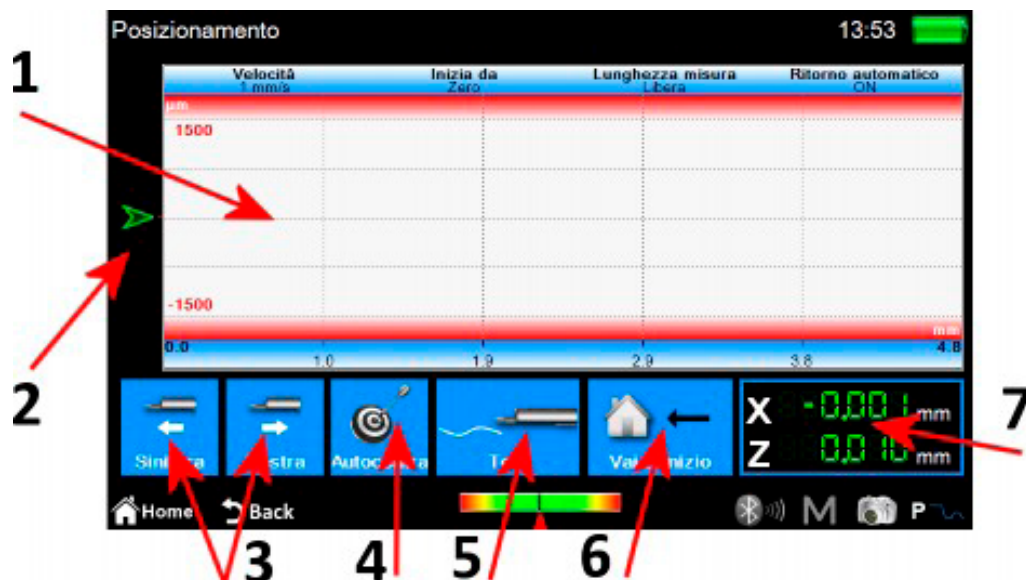 Posizionamento 13:53
1
Velocità Inizia da Lunghezza misura Ritorno automatico
1 mm/s Zero Libera ON
µm
1500
-1500
mm
0.0 4.8
1.0 1.9 2.9 3.8
2
X -0,001 mm
Z 0,010 mm
7
Vai
Home Back M P
3 4 5 6